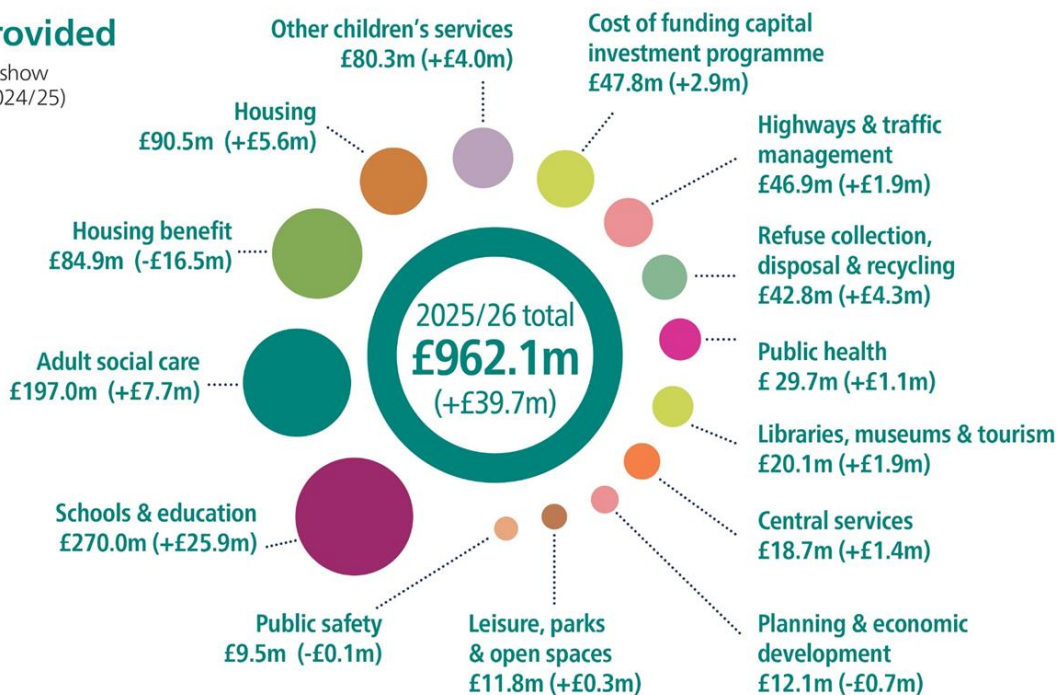 rovided
show
024/25)
Other children’s services
£80.3m (+£4.0m)
Cost of funding capital
investment programme
£47.8m (+2.9m)
Housing
£90.5m (+£5.6m)
Highways & traffic
management
£46.9m (+£1.9m)
Housing benefit
£84.9m (-£16.5m)
Refuse collection,
disposal & recycling
£42.8m (+£4.3m)
2025/26 total
£962.1m
(+£39.7m)
Adult social care
£197.0m (+£7.7m)
Public health
£ 29.7m (+£1.1m)
Libraries, museums & tourism
£20.1m (+£1.9m)
Schools & education
£270.0m (+£25.9m)
Central services
£18.7m (+£1.4m)
Public safety
£9.5m (-£0.1m)
Leisure, parks
& open spaces
£11.8m (+£0.3m)
Planning & economic
development
£12.1m (-£0.7m)